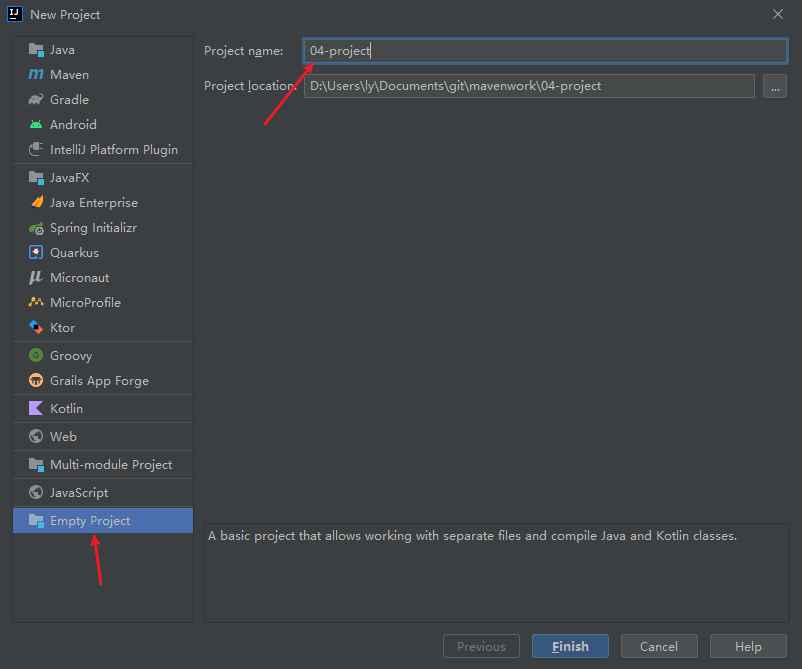 New Project
Java
Maven
Gradle
Android
IntelliJ Platform Plugin
JavaFX
Java Enterprise
Spring Initializr
Quarkus
Micronaut
MicroProfile
Ktor
Groovy
Grails App Forge
Kotlin
Web
Multi-module Project
JavaScript
Empty Project
Project name: 04-project
Project location: D:\Users\ly\Documents\git\mavenwork\04-project ...
A basic project that allows working with separate files and compile Java and Kotlin classes.
Previous Finish Cancel Help